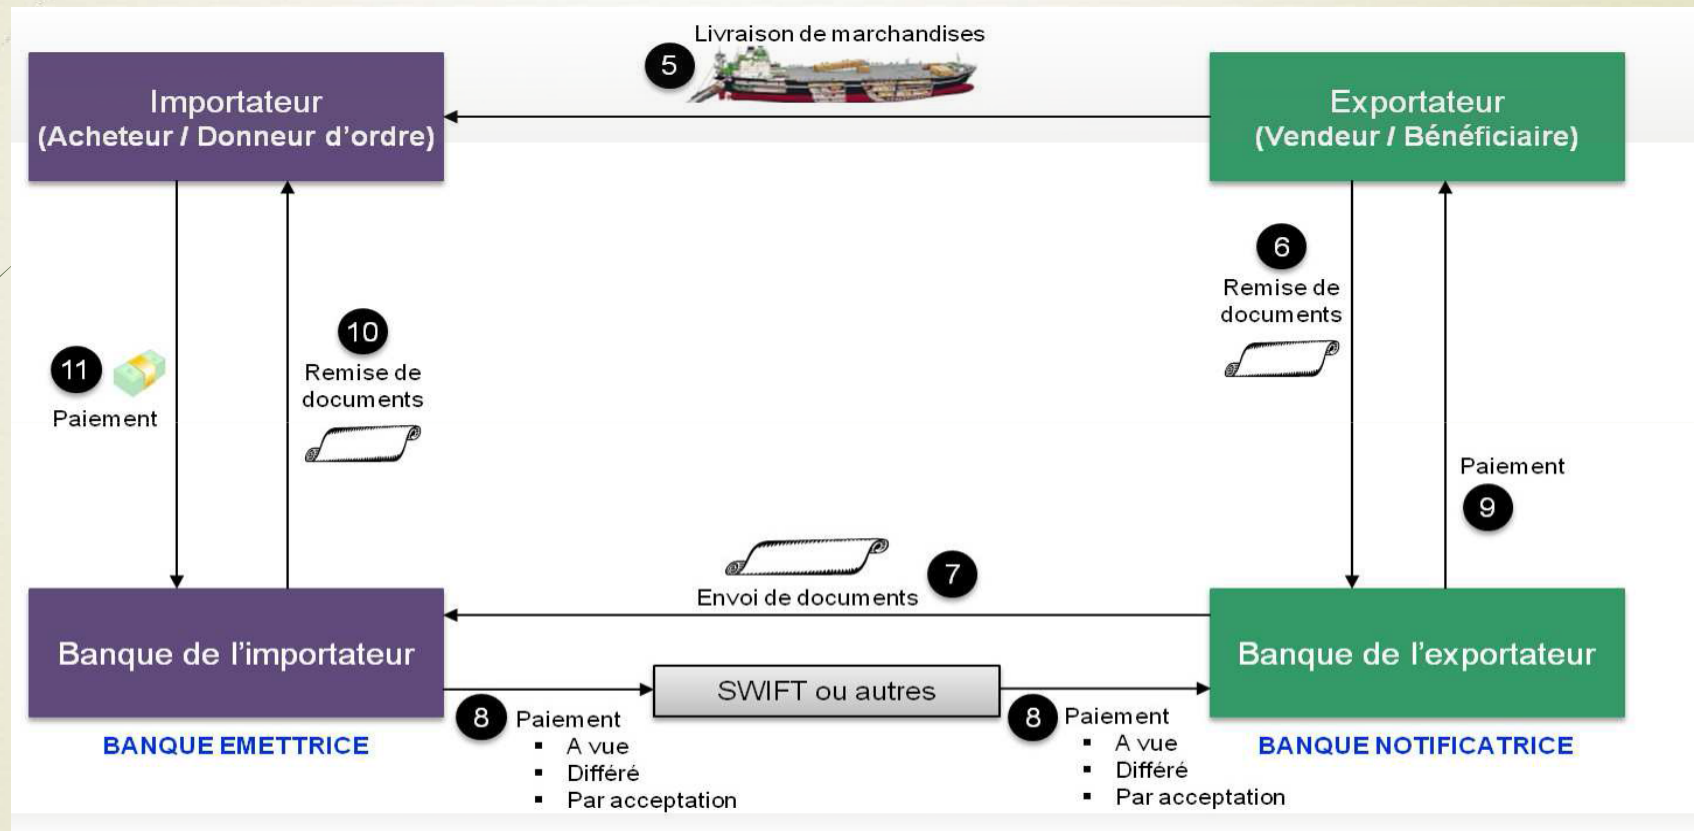 Livraison de marchandises
5
Importateur
(Acheteur / Donneur d'ordre)
Exportateur
(Vendeur / Bénéficiaire)
6
Remise de
documents
10
Remise de
documents
11
Paiement
Paiement
9
7
Envoi de documents
Banque de l'importateur
BANQUE EMETTRICE
SWIFT ou autres
Banque de l'exportateur
BANQUE NOTIFICATRICE
8 Paiement
▪ A vue
▪ Différé
▪ Par acceptation
8 Paiement
▪ A vue
▪ Différé
▪ Par acceptation